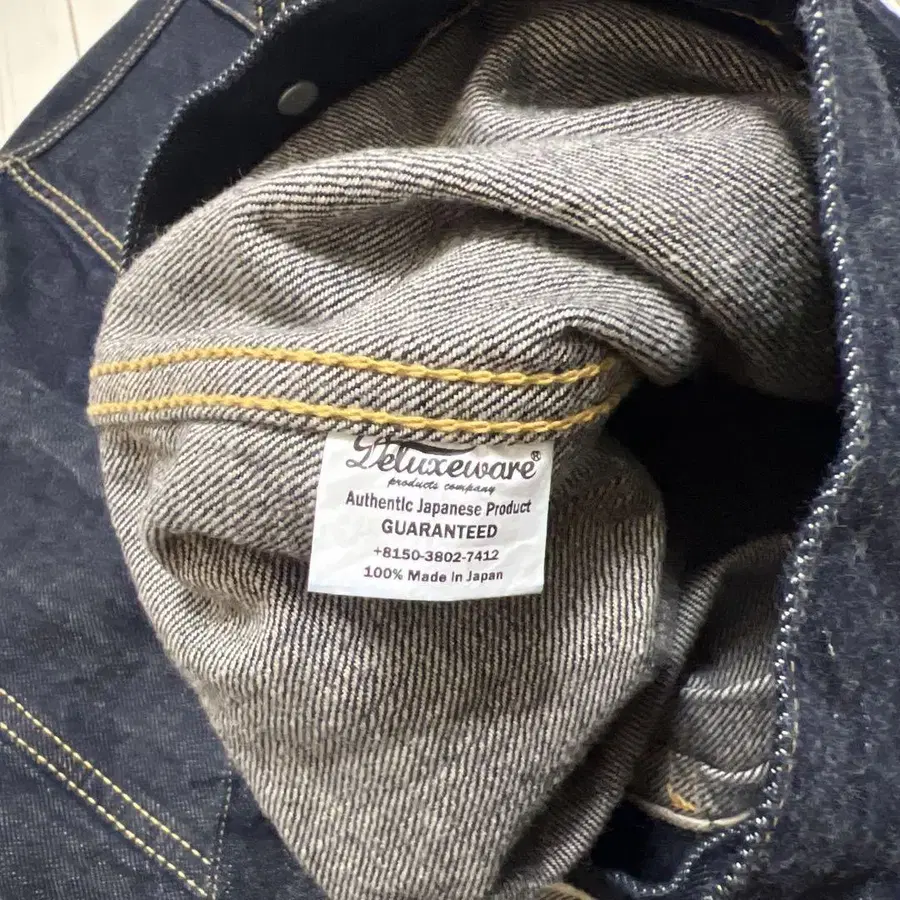 Deluxeware®
products company
Authentic Japanese Product
GUARANTEED
+8150-3802-7412
100% Made In Japan